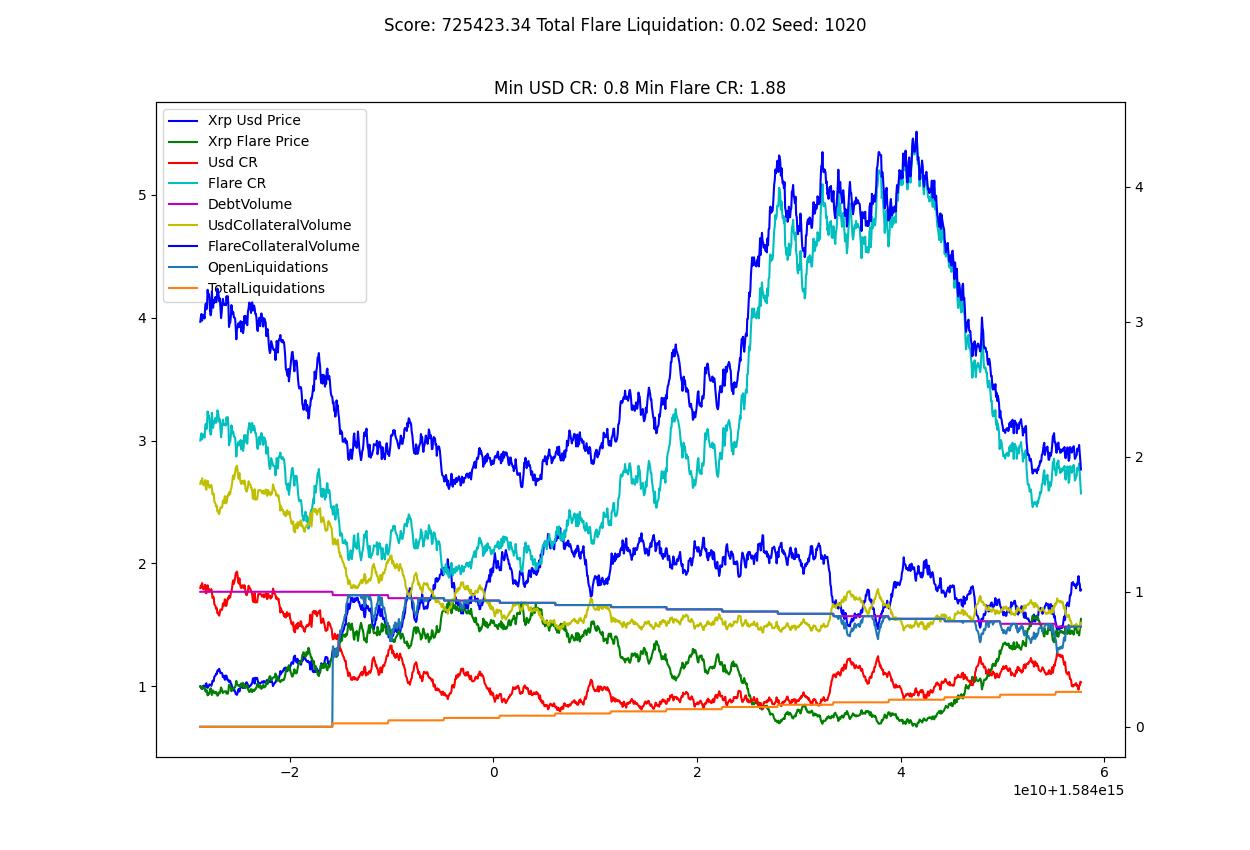 Score: 725423.34 Total Flare Liquidation: 0.02 Seed: 1020
Min USD CR: 0.8 Min Flare CR: 1.88
Xrp Usd Price
Xrp Flare Price
Usd CR
Flare CR
DebtVolume
UsdCollateralVolume
FlareCollateralVolume
OpenLiquidations
TotalLiquidations
5
4
3
2
1
4
3
2
1
0
−2
0
2
4
6
1e10+1.584e15